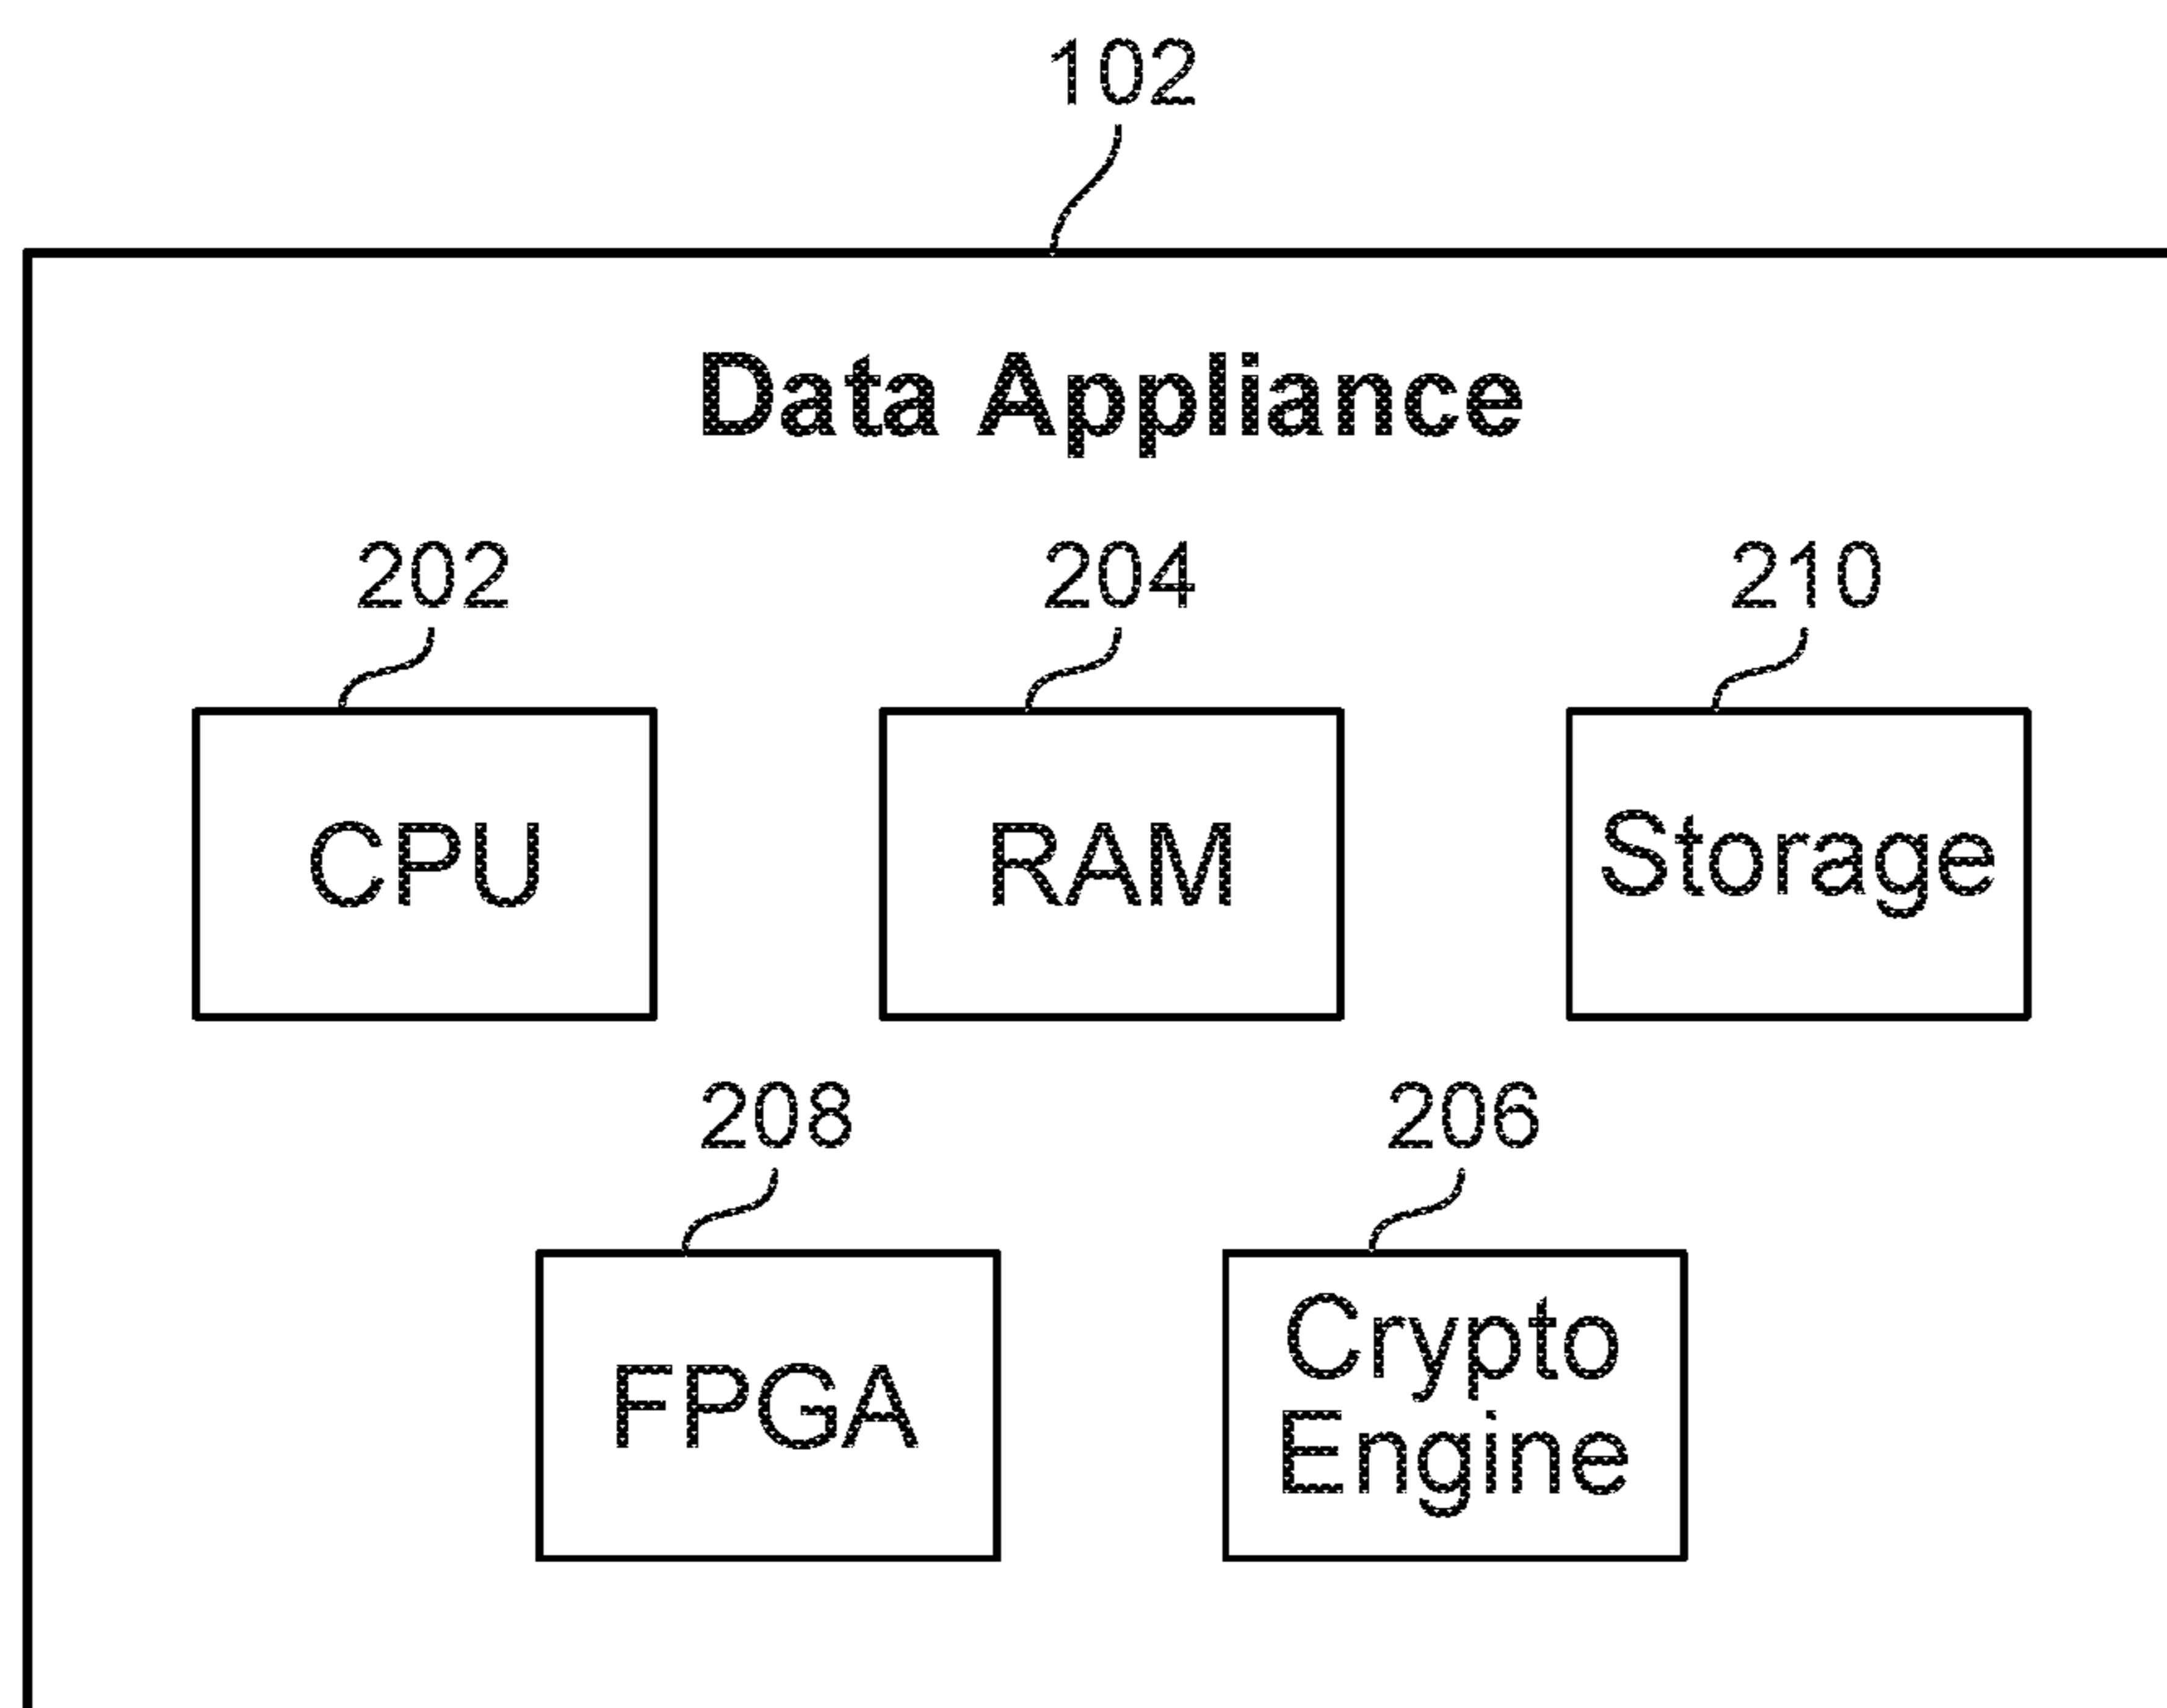 102
Data Appliance
202
204
210
CPU
RAM
Storage
208
206
FPGA
Crypto
Engine